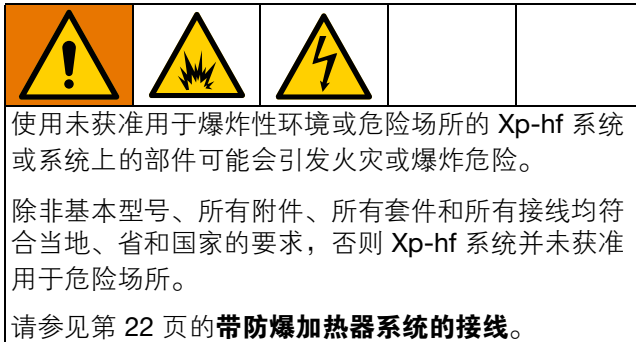 使用未获准用于爆炸性环境或危险场所的 Xp-hf 系统
或系统上的部件可能会引发火灾或爆炸危险。
除非基本型号、所有附件、所有套件和所有接线均符
合当地、省和国家的要求，否则 Xp-hf 系统并未获准
用于危险场所。
请参见第 22 页的带防爆加热器系统的接线。